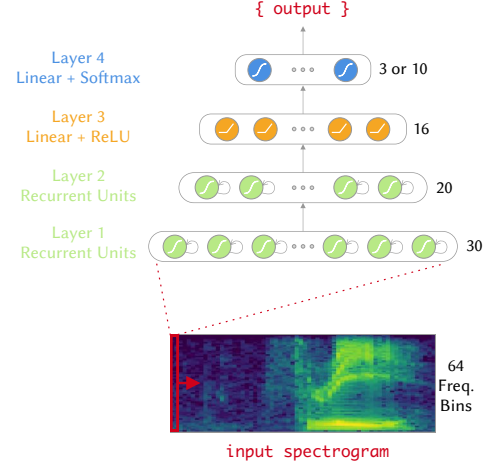 { output }
Layer 4
Linear + Softmax
3 or 10
Layer 3
Linear + ReLU
16
Layer 2
Recurrent Units
20
Layer 1
Recurrent Units
30
64
Freq.
Bins
input spectrogram